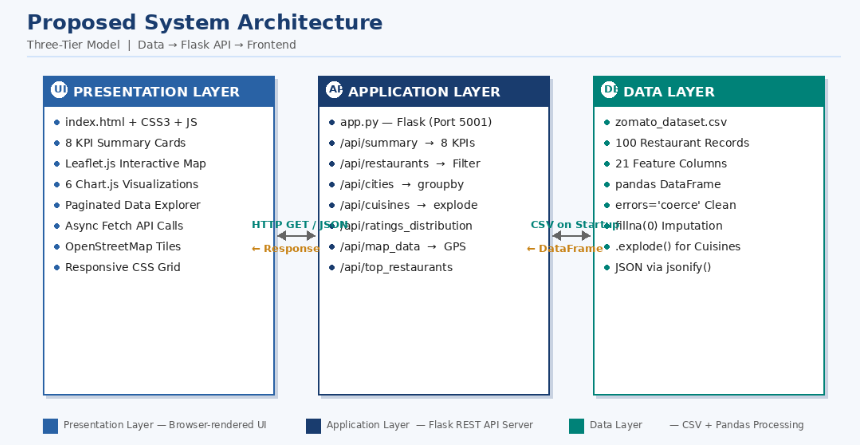 Proposed System Architecture
Three-Tier Model | Data → Flask API → Frontend
UI PRESENTATION LAYER
index.html + CSS3 + JS
8 KPI Summary Cards
Leaflet.js Interactive Map
6 Chart.js Visualizations
Paginated Data Explorer
Async Fetch API Calls
OpenStreetMap Tiles
Responsive CSS Grid
HTTP GET / JSON
← Response
API APPLICATION LAYER
app.py — Flask (Port 5001)
/api/summary → 8 KPIs
/api/restaurants → Filter
/api/cities → groupby
/api/cuisines → explode
/api/ratings_distribution
/api/map_data → GPS
/api/top_restaurants
CSV on Startup
← DataFrame
DB DATA LAYER
zomato_dataset.csv
100 Restaurant Records
21 Feature Columns
pandas DataFrame
errors='coerce' Clean
fillna(0) Imputation
.explode() for Cuisines
JSON via jsonify()
Presentation Layer — Browser-rendered UI
Application Layer — Flask REST API Server
Data Layer — CSV + Pandas Processing